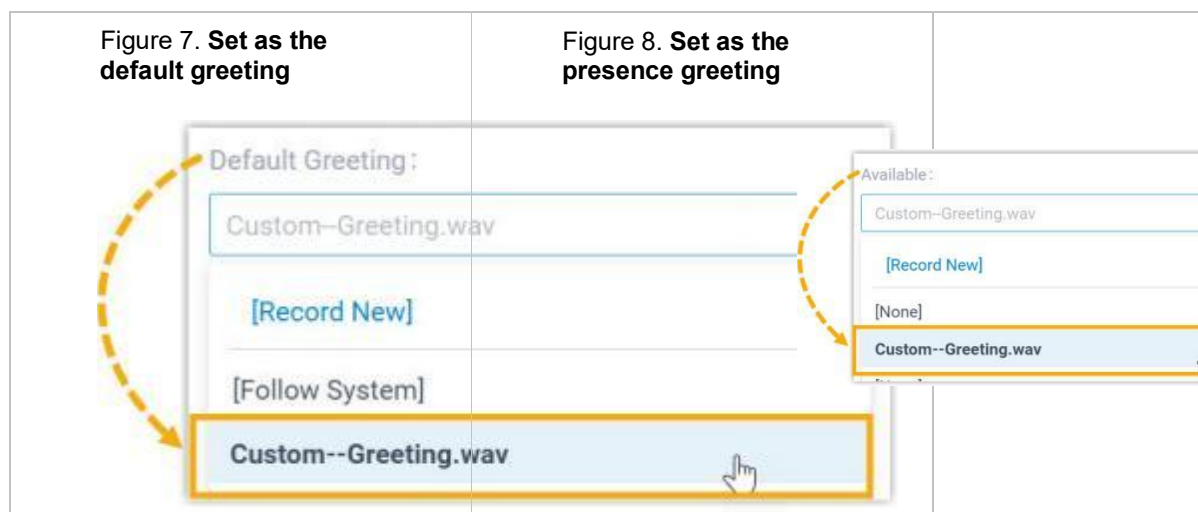 Figure 7. Set as the
default greeting
Figure 8. Set as the
presence greeting
Default Greeting:
Custom--Greeting.wav
[Record New]
[Follow System]
Custom--Greeting.wav
Available:
Custom--Greeting.wav
[Record New]
[None]
Custom--Greeting.wav